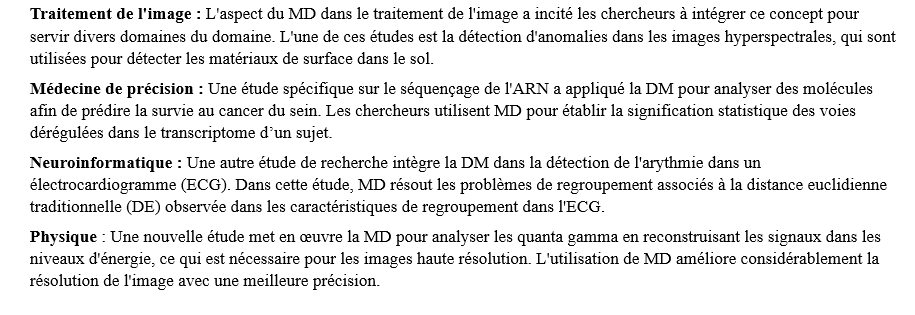 Traitement de l'image : L'aspect du MD dans le traitement de l'image a incité les chercheurs à intégrer ce concept pour
servir divers domaines du domaine. L'une de ces études est la détection d'anomalies dans les images hyperspectrales, qui sont
utilisées pour détecter les matériaux de surface dans le sol.
Médecine de précision : Une étude spécifique sur le séquençage de l'ARN a appliqué la DM pour analyser des molécules
afin de prédire la survie au cancer du sein. Les chercheurs utilisent MD pour établir la signification statistique des voies
dérégulées dans le transcriptome d’un sujet.
Neuroinformatique : Une autre étude de recherche intègre la DM dans la détection de l'arythmie dans un
électrocardiogramme (ECG). Dans cette étude, MD résout les problèmes de regroupement associés à la distance euclidienne
traditionnelle (DE) observée dans les caractéristiques de regroupement dans l'ECG.
Physique : Une nouvelle étude met en œuvre la MD pour analyser les quanta gamma en reconstruisant les signaux dans les
niveaux d'énergie, ce qui est nécessaire pour les images haute résolution. L'utilisation de MD améliore considérablement la
résolution de l'image avec une meilleure précision.